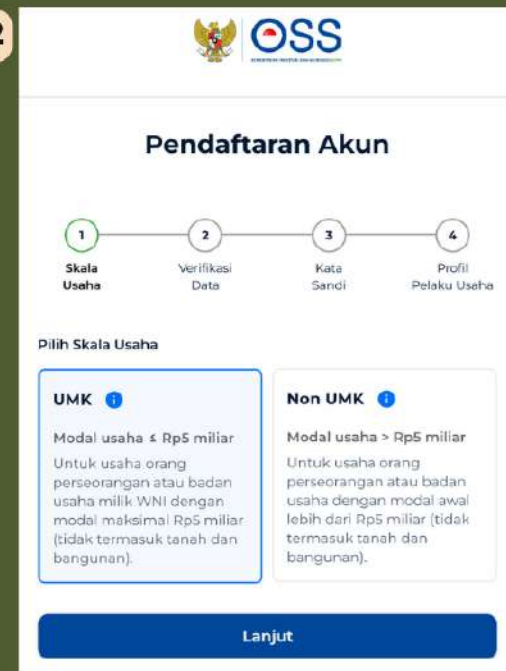 2
OSS
Pendaftaran Akun
1
2
3
4
Skala
Usaha
Verifikasi
Data
Kata
Sandi
Profil
Pelaku Usaha
Pilih Skala Usaha
UMK
Modal usaha ≤ Rp5 miliar
Untuk usaha orang
perseorangan atau badan
usaha milik WNI dengan
modal maksimal Rp5 miliar
(tidak termasuk tanah dan
bangunan).
Non UMK
Modal usaha > Rp5 miliar
Untuk usaha orang
perseorangan atau badan
usaha dengan modal awal
lebih dari Rp5 miliar (tidak
termasuk tanah dan
bangunan).
Lanjut